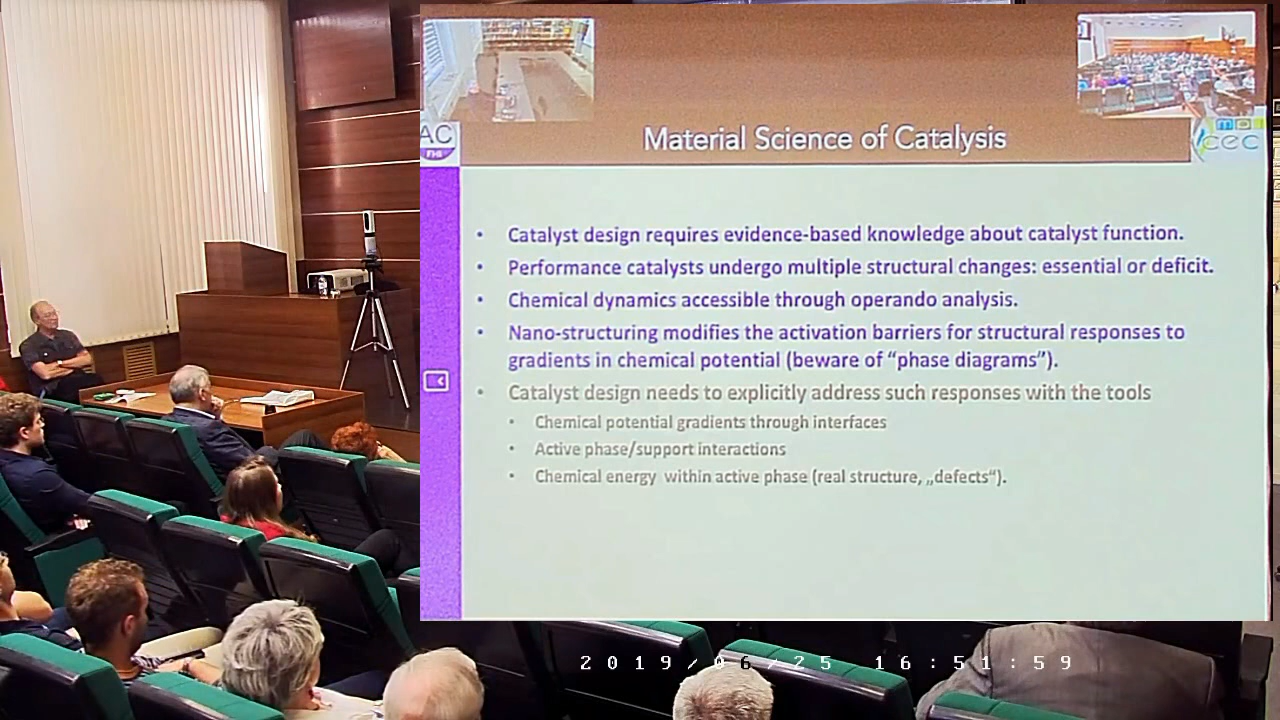 AC
FHI
Material Science of Catalysis
cec
• Catalyst design requires evidence-based knowledge about catalyst function.
• Performance catalysts undergo multiple structural changes: essential or deficit.
• Chemical dynamics accessible through operando analysis.
• Nano-structuring modifies the activation barriers for structural responses to
gradients in chemical potential (beware of “phase diagrams”).
• Catalyst design needs to explicitly address such responses with the tools
• Chemical potential gradients through interfaces
• Active phase/support interactions
• Chemical energy within active phase (real structure, „defects“).
2019/06/25 16:51:59